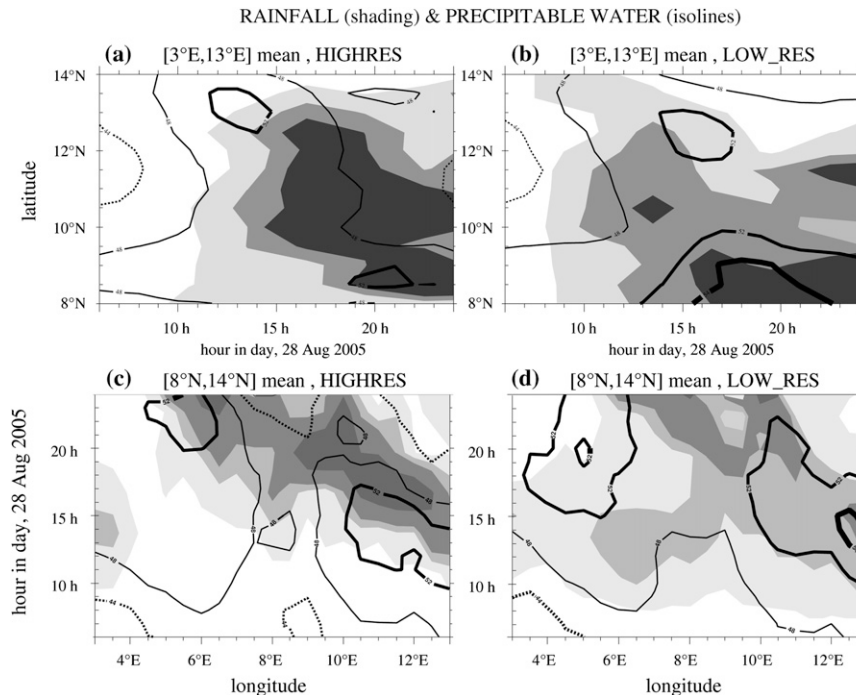 RAINFALL (shading) & PRECIPITABLE WATER (isolines)
(a) [3°E,13°E] mean , HIGHRES
(b) [3°E,13°E] mean , LOW_RES
14°N
12°N
10°N
8°N
latitude
10 h 15 h 20 h
hour in day, 28 Aug 2005
14°N
12°N
10°N
8°N
10 h 15 h 20 h
hour in day, 28 Aug 2005
(c) [8°N,14°N] mean , HIGHRES
(d) [8°N,14°N] mean , LOW_RES
hour in day, 28 Aug 2005
20 h
15 h
10 h
4°E 6°E 8°E 10°E 12°E
longitude
20 h
15 h
10 h
4°E 6°E 8°E 10°E 12°E
longitude